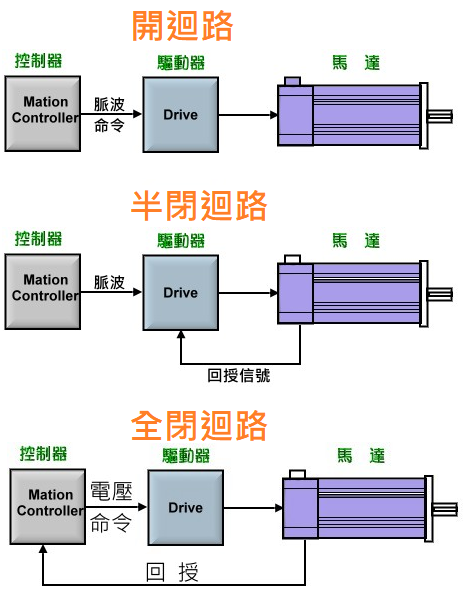 開迴路
控制器 驅動器 馬 達
Mation
Controller
脈波
命令
Drive
半閉迴路
控制器 驅動器 馬 達
Mation
Controller
脈波
Drive
回授信號
全閉迴路
控制器 驅動器 馬 達
Mation
Controller
電壓
命令
Drive
回 授